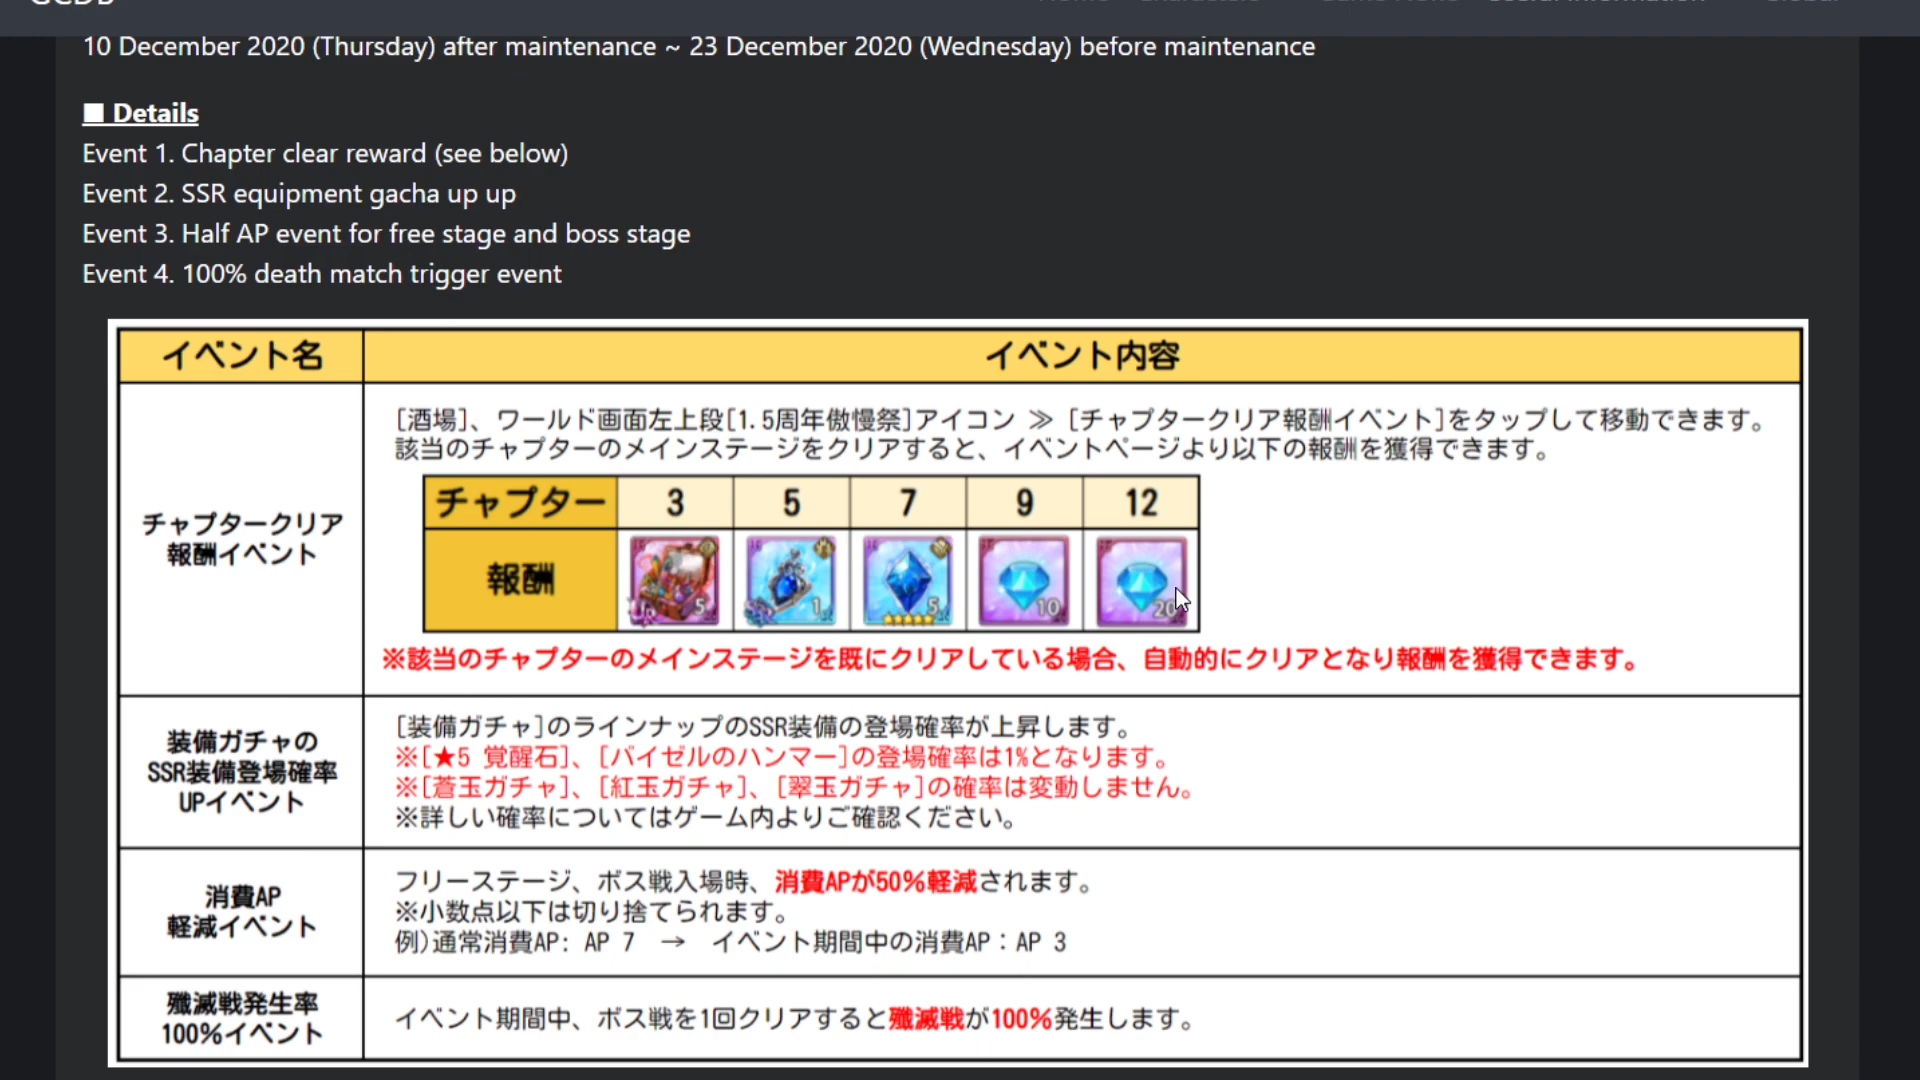 10 December 2020 (Thursday) after maintenance ~ 23 December 2020 (Wednesday) before maintenance
■ Details
Event 1. Chapter clear reward (see below)
Event 2. SSR equipment gacha up up
Event 3. Half AP event for free stage and boss stage
Event 4. 100% death match trigger event
イベント名
イベント内容
チャプタークリア
報酬イベント
[酒場]、ワールド画面左上段[1.5周年傲慢祭]アイコン ≫ [チャプタークリア報酬イベント]をタップして移動できます。
該当のチャプターのメインステージをクリアすると、イベントページより以下の報酬を獲得できます。
チャプター 3 5 7 9 12
報酬 5 1 5 10 20
※該当のチャプターのメインステージを既にクリアしている場合、自動的にクリアとなり報酬を獲得できます。
装備ガチャの
SSR装備登場確率
UPイベント
[装備ガチャ]のラインナップのSSR装備の登場確率が上昇します。
※[★5 覚醒石]、[バイゼルのハンマー]の登場確率は1%となります。
※[蒼玉ガチャ]、[紅玉ガチャ]、[翠玉ガチャ]の確率は変動しません。
※詳しい確率についてはゲーム内よりご確認ください。
消費AP
軽減イベント
フリーステージ、ボス戦入場時、消費APが50%軽減されます。
※小数点以下は切り捨てられます。
例)通常消費AP: AP 7 → イベント期間中の消費AP：AP 3
殲滅戦発生率
100%イベント
イベント期間中、ボス戦を1回クリアすると殲滅戦が100%発生します。